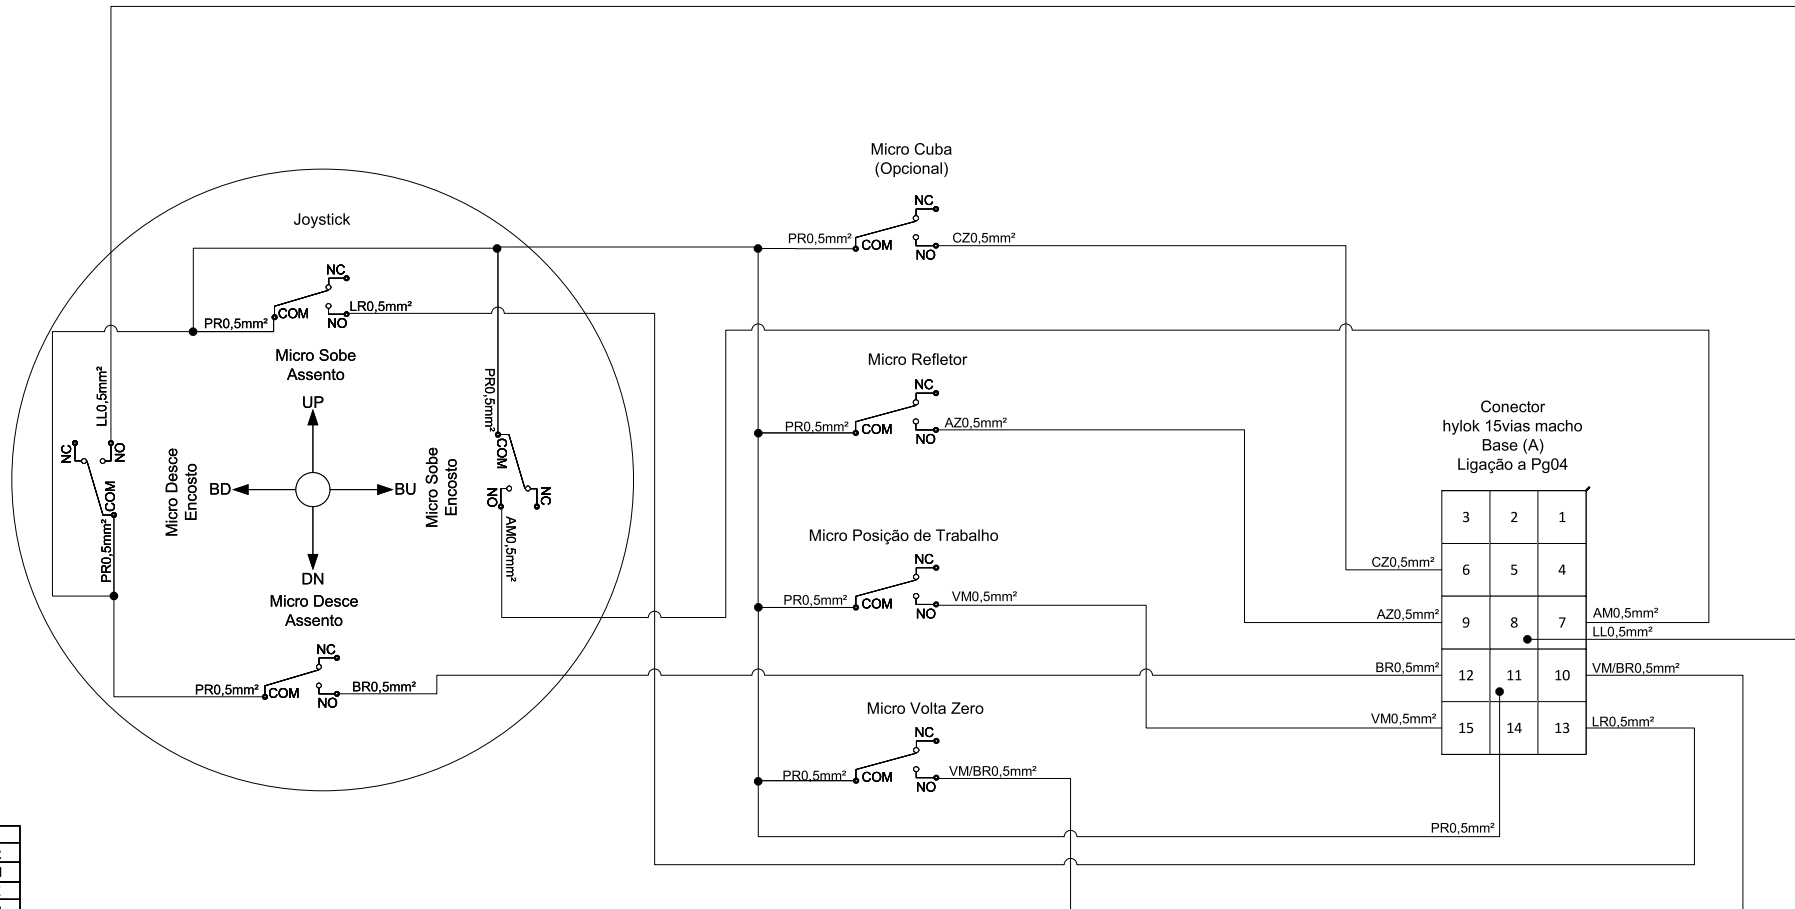 Micro Cuba
(Opcional)
NC
PR0,5mm²
COM
NO
CZ0,5mm²
Joystick
NC
LR0,5mm²
COM
NO
PR0,5mm²
Micro Sobe
Assento
UP
LL0,5mm²
NC
NO
COM
PR0,5mm²
Micro Desce
Encosto
BD
BU
Micro Sobe
Encosto
PR0,5mm²
COM
NO
NC
AM0,5mm²
DN
Micro Desce
Assento
NC
PR0,5mm²
COM
NO
BR0,5mm²
Micro Refletor
NC
PR0,5mm²
COM
NO
AZ0,5mm²
Micro Posição de Trabalho
NC
PR0,5mm²
COM
NO
VM0,5mm²
Micro Volta Zero
NC
PR0,5mm²
COM
NO
VM/BR0,5mm²
Conector
hylok 15vias macho
Base (A)
Ligação a Pg04
3 2 1
CZ0,5mm² 6 5 4
AZ0,5mm² 9 8 7 AM0,5mm²
LL0,5mm²
BR0,5mm² 12 11 10 VM/BR0,5mm²
VM0,5mm² 15 14 13 LR0,5mm²
PR0,5mm²